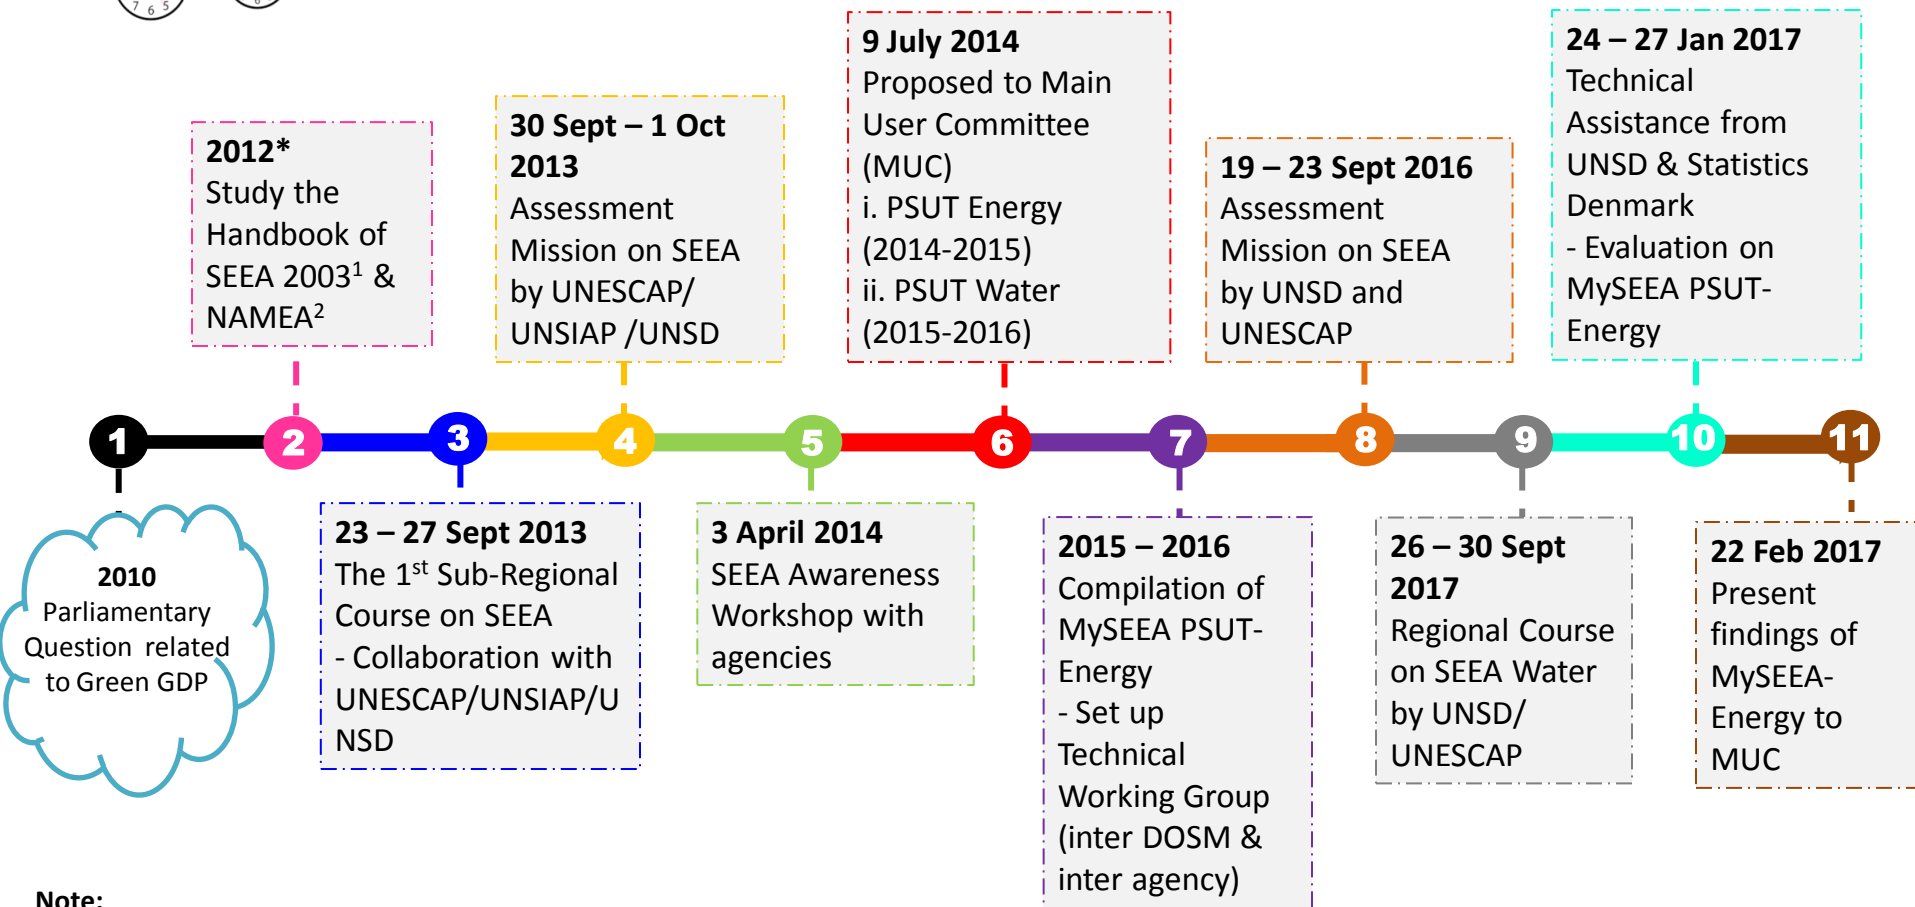 7 6 5
6
9 July 2014
Proposed to Main
User Committee
(MUC)
i. PSUT Energy
(2014-2015)
ii. PSUT Water
(2015-2016)
24 – 27 Jan 2017
Technical
Assistance from
UNSD & Statistics
Denmark
- Evaluation on
MySEEA PSUT-
Energy
2012*
Study the
Handbook of
SEEA 2003¹ &
NAMEA²
30 Sept – 1 Oct
2013
Assessment
Mission on SEEA
by UNESCAP/
UNSIAP /UNSD
19 – 23 Sept 2016
Assessment
Mission on SEEA
by UNSD and
UNESCAP
1 2 3 4 5 6 7 8 9 10 11
2010
Parliamentary
Question related
to Green GDP
23 – 27 Sept 2013
The 1st Sub-Regional
Course on SEEA
- Collaboration with
UNESCAP/UNSIAP/U
NSD
3 April 2014
SEEA Awareness
Workshop with
agencies
2015 – 2016
Compilation of
MySEEA PSUT-
Energy
- Set up
Technical
Working Group
(inter DOSM &
inter agency)
26 – 30 Sept
2017
Regional Course
on SEEA Water
by UNSD/
UNESCAP
22 Feb 2017
Present
findings of
MySEEA-
Energy to
MUC
Note: